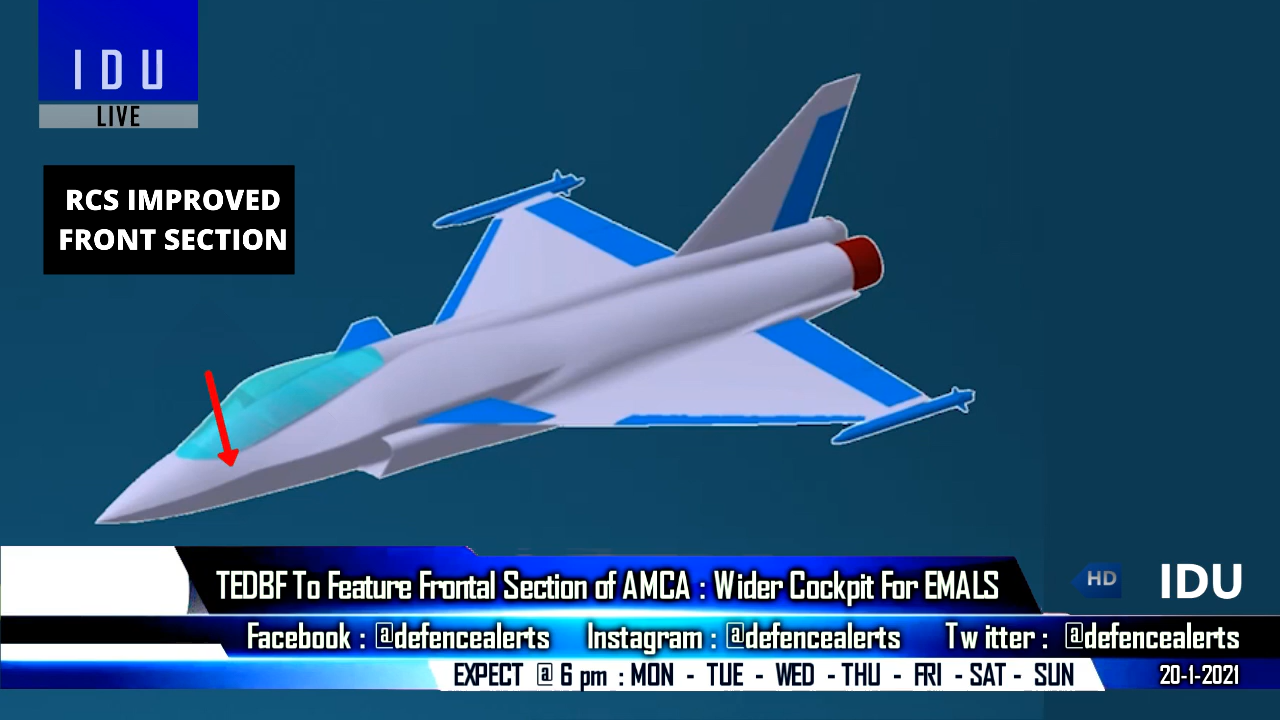 IDU
LIVE
RCS IMPROVED
FRONT SECTION
TEDBF To Feature Frontal Section of AMCA : Wider Cockpit For EMALS
HD IDU
Facebook : @defencealerts Instagram : @defencealerts Tw itter : @defencealerts
EXPECT @ 6 pm : MON - TUE - WED - THU - FRI - SAT - SUN 20-1-2021